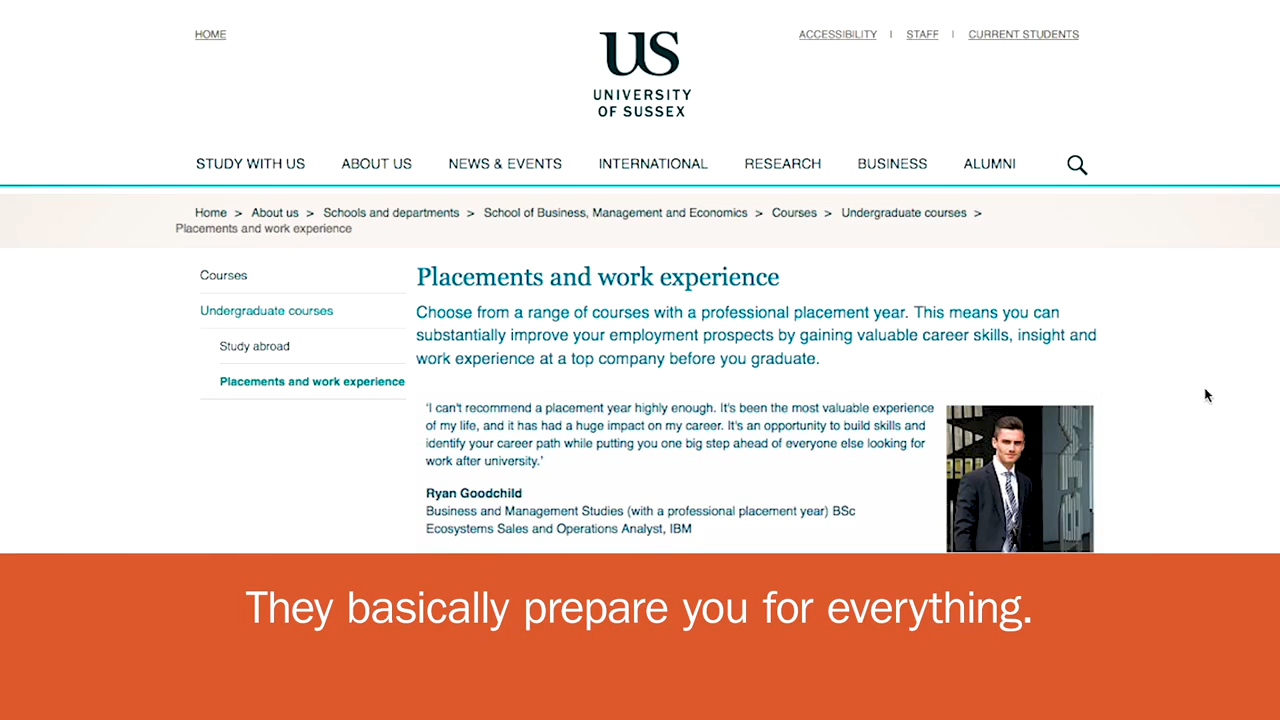 HOME
US
UNIVERSITY
OF SUSSEX
ACCESSIBILITY | STAFF | CURRENT STUDENTS
STUDY WITH US ABOUT US NEWS & EVENTS INTERNATIONAL RESEARCH BUSINESS ALUMNI
Home > About us > Schools and departments > School of Business, Management and Economics > Courses > Undergraduate courses >
Placements and work experience
Courses
Undergraduate courses
Study abroad
Placements and work experience
Placements and work experience
Choose from a range of courses with a professional placement year. This means you can
substantially improve your employment prospects by gaining valuable career skills, insight and
work experience at a top company before you graduate.
'I can't recommend a placement year highly enough. It's been the most valuable experience
of my life, and it has had a huge impact on my career. It's an opportunity to build skills and
identify your career path while putting you one big step ahead of everyone else looking for
work after university.'
Ryan Goodchild
Business and Management Studies (with a professional placement year) BSc
Ecosystems Sales and Operations Analyst, IBM
They basically prepare you for everything.